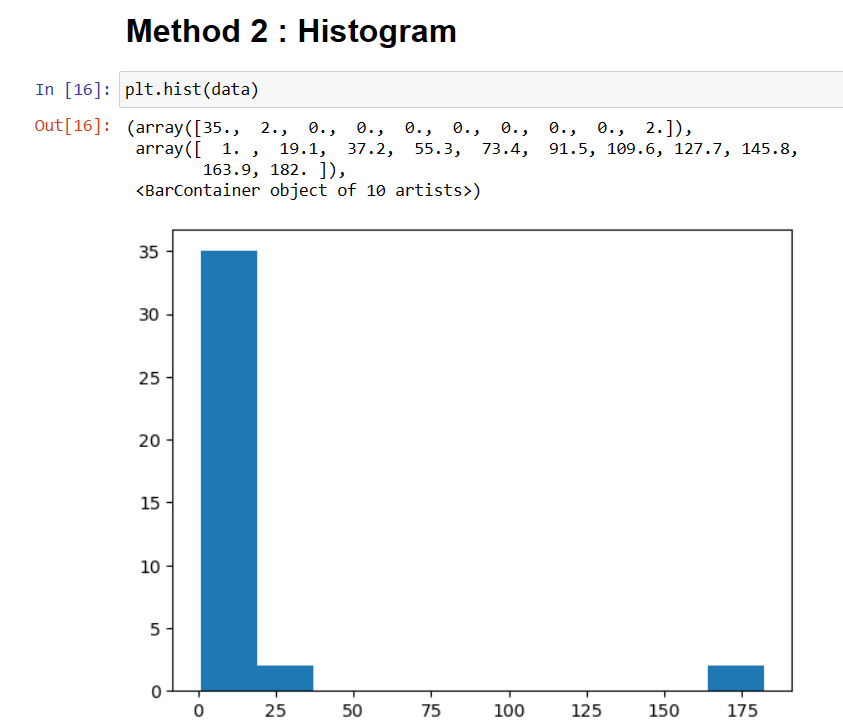 Method 2 : Histogram
In [16]: plt.hist(data)
Out[16]: (array([35., 2., 0., 0., 0., 0., 0., 0., 0., 2.]),
array([ 1. , 19.1, 37.2, 55.3, 73.4, 91.5, 109.6, 127.7, 145.8,
163.9, 182. ]),
<BarContainer object of 10 artists>)
35
30
25
20
15
10
5
0
0 25 50 75 100 125 150 175